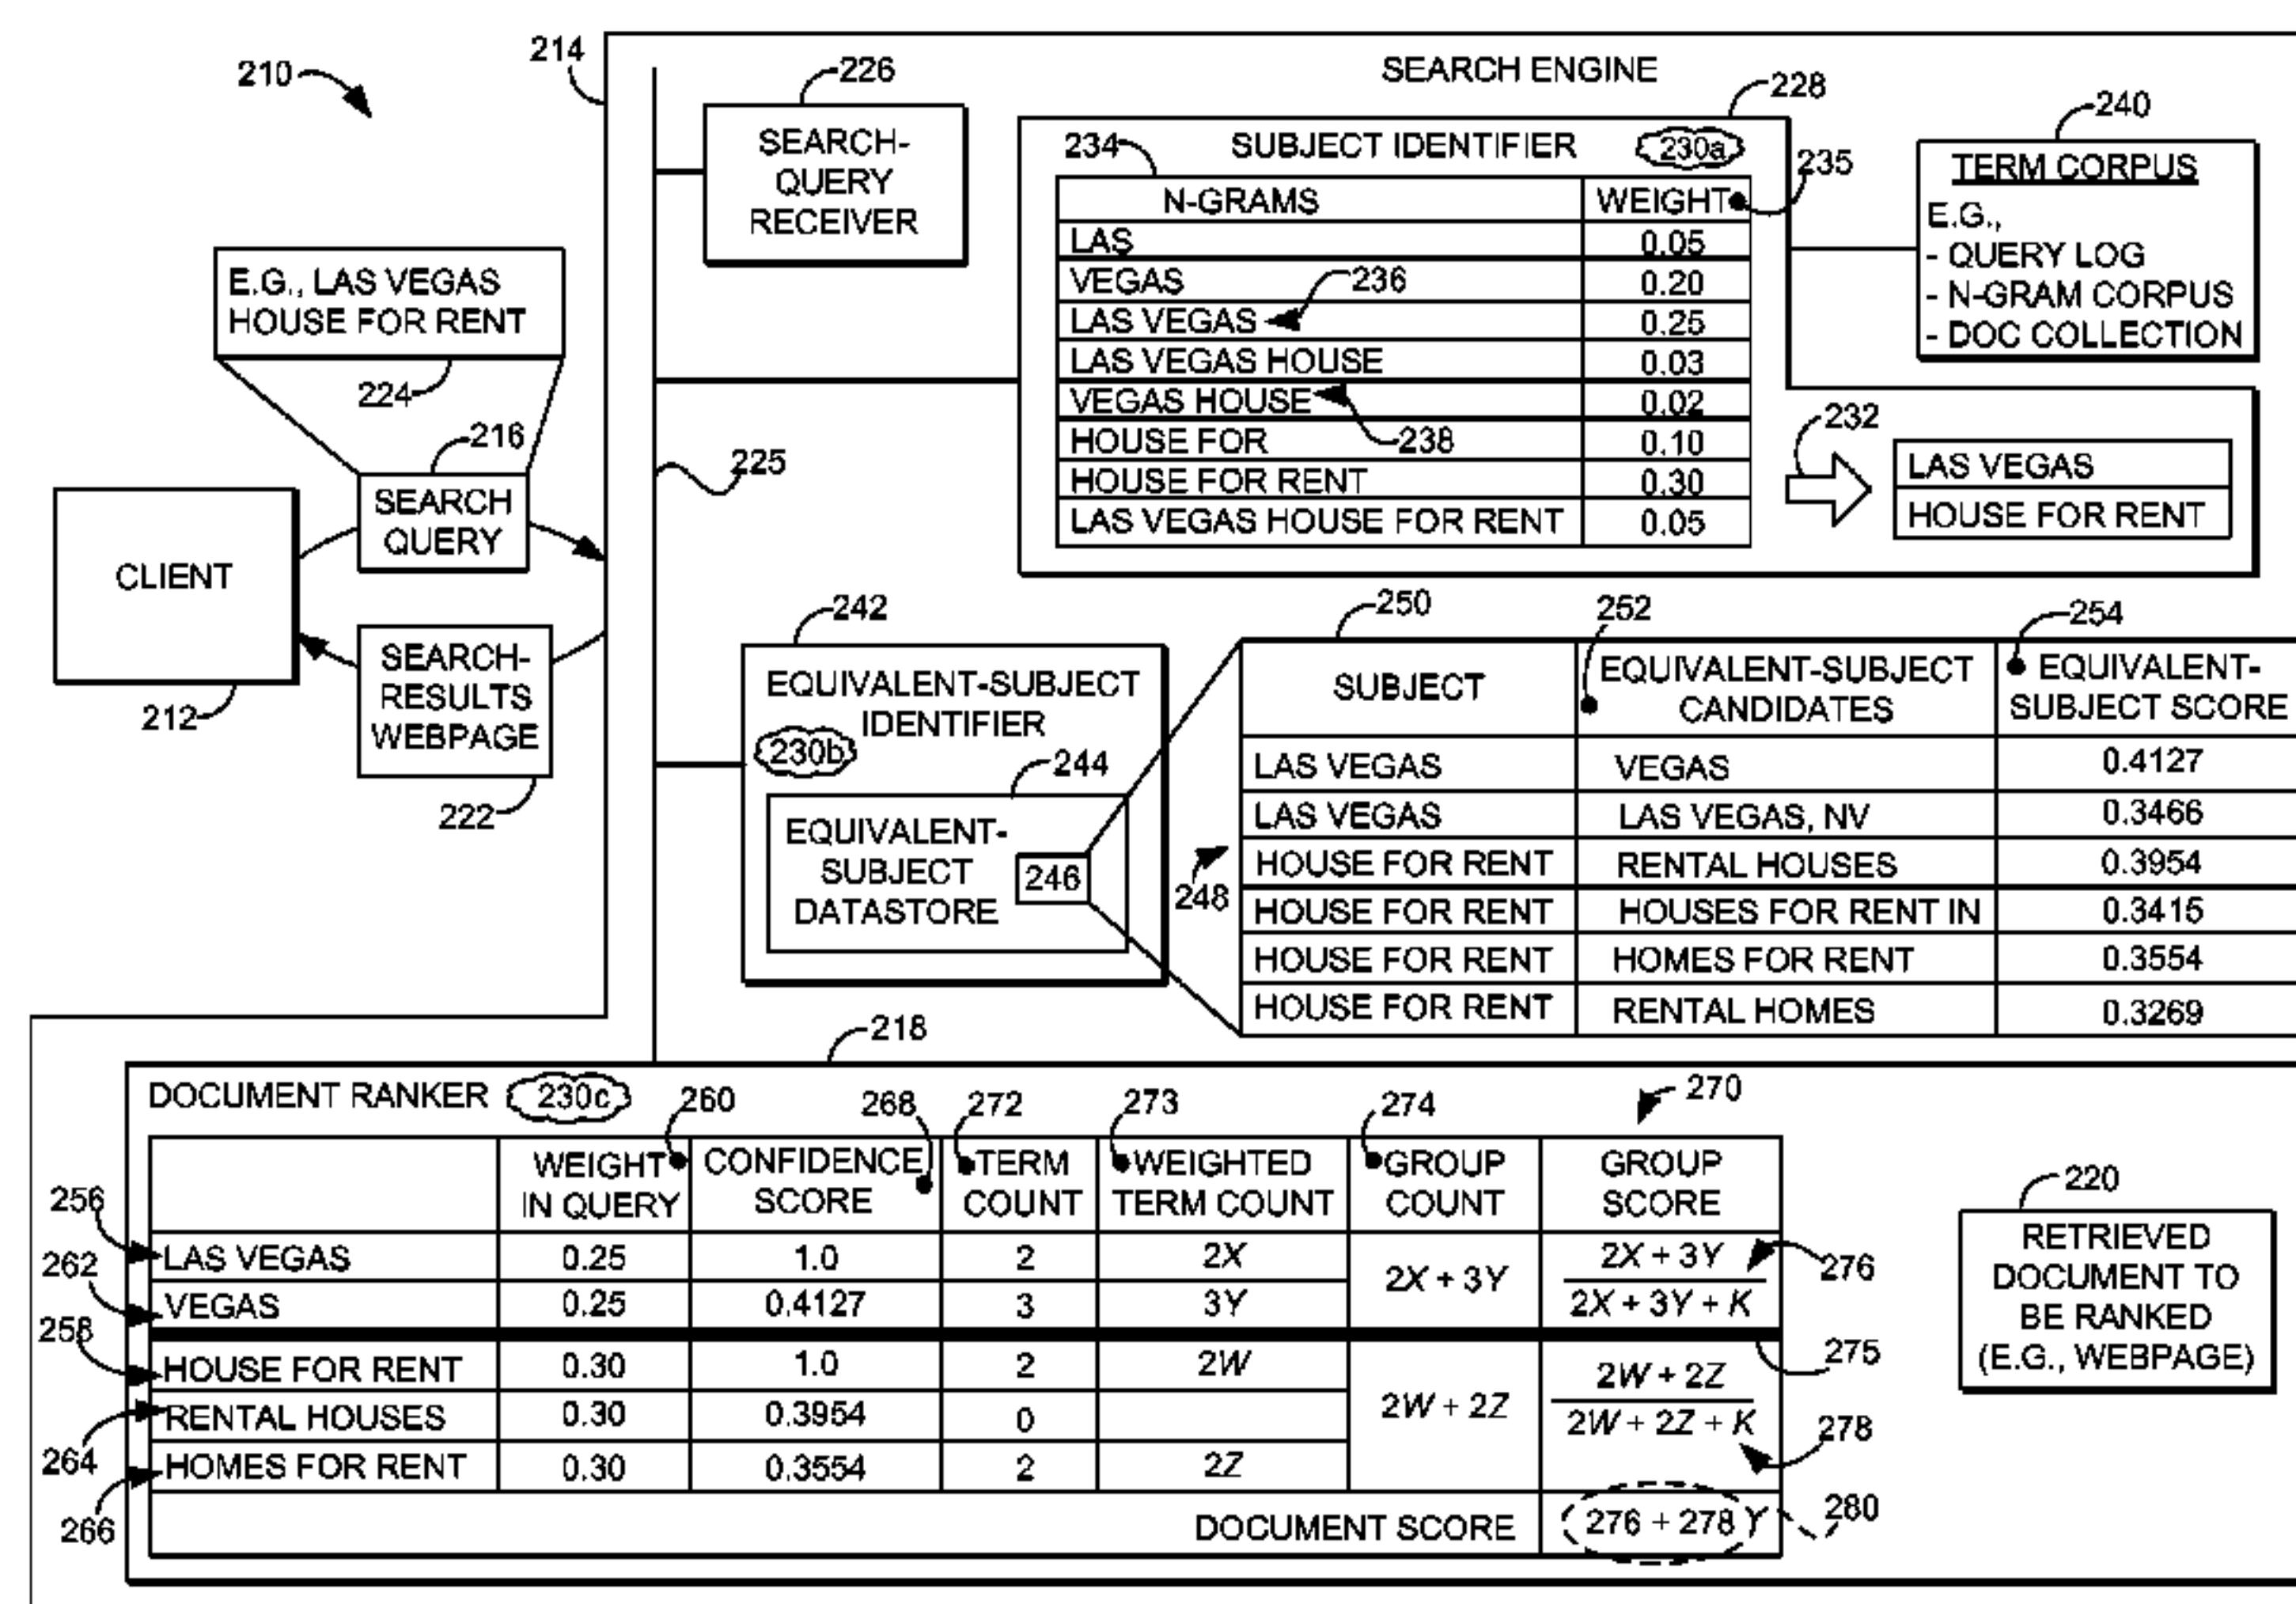 210
214
SEARCH ENGINE
226
SEARCH-
QUERY
RECEIVER
228
234
SUBJECT IDENTIFIER
230a
235
N-GRAMS WEIGHT
LAS 0.05
VEGAS 0.20
236
LAS VEGAS 0.25
LAS VEGAS HOUSE 0.03
VEGAS HOUSE 0.02
238
HOUSE FOR 0.10
HOUSE FOR RENT 0.30
LAS VEGAS HOUSE FOR RENT 0.05
240
TERM CORPUS
E.G.,
- QUERY LOG
- N-GRAM CORPUS
- DOC COLLECTION
232
LAS VEGAS
HOUSE FOR RENT
E.G., LAS VEGAS
HOUSE FOR RENT
224
216
SEARCH
QUERY
225
CLIENT
212
SEARCH-
RESULTS
WEBPAGE
222
242
EQUIVALENT-SUBJECT
IDENTIFIER
230b
244
EQUIVALENT-
SUBJECT
DATASTORE
246
248
250
252
254
SUBJECT
EQUIVALENT-SUBJECT
CANDIDATES
EQUIVALENT-
SUBJECT SCORE
LAS VEGAS VEGAS 0.4127
LAS VEGAS LAS VEGAS, NV 0.3466
HOUSE FOR RENT RENTAL HOUSES 0.3954
HOUSE FOR RENT HOUSES FOR RENT IN 0.3415
HOUSE FOR RENT HOMES FOR RENT 0.3554
HOUSE FOR RENT RENTAL HOMES 0.3269
218
DOCUMENT RANKER
230c
260
268
272
273
274
270
WEIGHT
IN QUERY
CONFIDENCE
SCORE
TERM
COUNT
WEIGHTED
TERM COUNT
GROUP
COUNT
GROUP
SCORE
256
LAS VEGAS 0.25 1.0 2 2X
262
VEGAS 0.25 0.4127 3 3Y
2X + 3Y
2X + 3Y
2X + 3Y + K
276
275
258
HOUSE FOR RENT 0.30 1.0 2 2W
264
RENTAL HOUSES 0.30 0.3954 0
266
HOMES FOR RENT 0.30 0.3554 2 2Z
2W + 2Z
2W + 2Z
2W + 2Z + K
278
DOCUMENT SCORE 276 + 278
280
220
RETRIEVED
DOCUMENT TO
BE RANKED
(E.G., WEBPAGE)